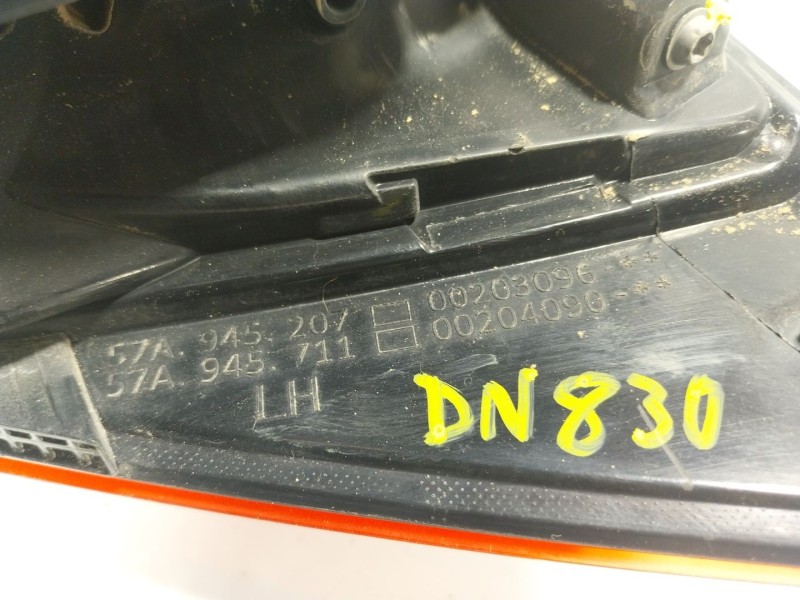 57A. 945. 207 00203096-**
57A. 945. 711 00204090-**
LH
DN830